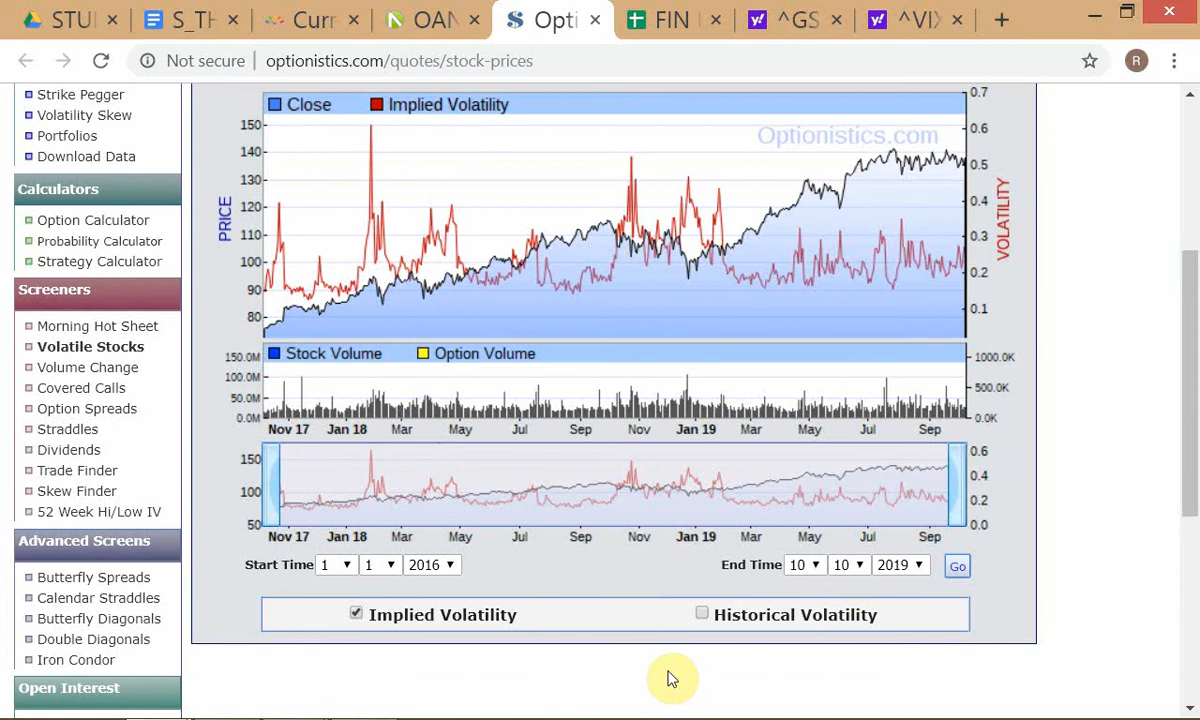 STU
S_TH
Curr
OAN
Opti
FIN
^GS
^VIX
Not secure | optionistics.com/quotes/stock-prices
R
Strike Pegger
Volatility Skew
Portfolios
Download Data
Calculators
Option Calculator
Probability Calculator
Strategy Calculator
Screeners
Morning Hot Sheet
Volatile Stocks
Volume Change
Covered Calls
Option Spreads
Straddles
Dividends
Trade Finder
Skew Finder
52 Week Hi/Low IV
Advanced Screens
Butterfly Spreads
Calendar Straddles
Butterfly Diagonals
Double Diagonals
Iron Condor
Open Interest
Close Implied Volatility
Optionistics.com
PRICE
150
140
130
120
110
100
90
80
0.7
0.6
0.5
0.4
0.3
0.2
0.1
VOLATILITY
Stock Volume Option Volume
150.0M
100.0M
50.0M
0.0M
1000.0K
500.0K
0.0K
Nov 17 Jan 18 Mar May Jul Sep Nov Jan 19 Mar May Jul Sep
150
100
50
0.6
0.4
0.2
0.0
Nov 17 Jan 18 Mar May Jul Sep Nov Jan 19 Mar May Jul Sep
Start Time 1 1 2016 End Time 10 10 2019 Go
Implied Volatility Historical Volatility